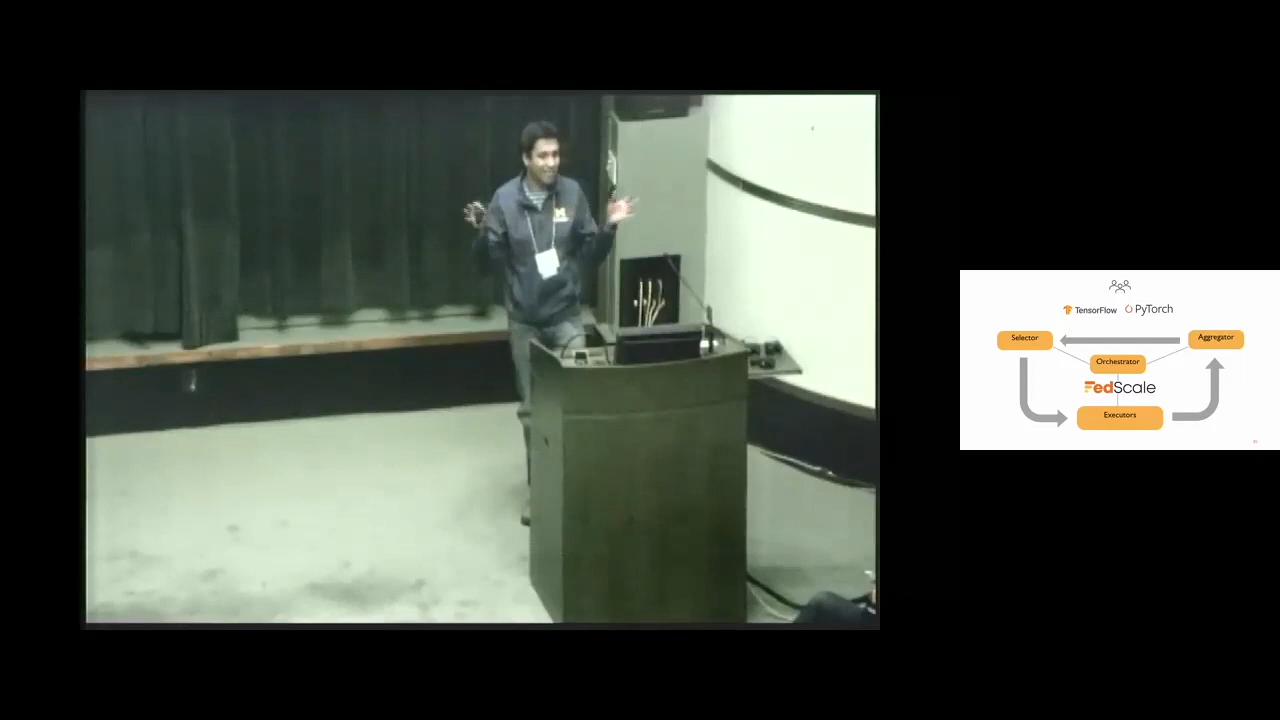 M
TensorFlow PyTorch
Selector
Aggregator
Orchestrator
FedScale
Executors